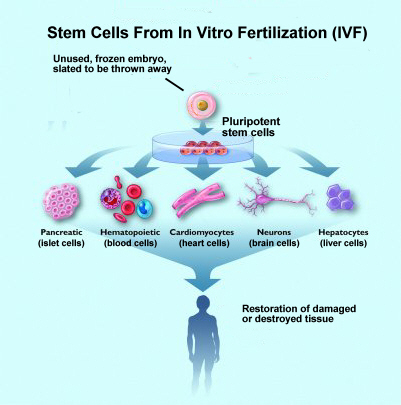 Stem Cells From In Vitro Fertilization (IVF)
Unused, frozen embryo,
slated to be thrown away
Pluripotent
stem cells
Pancreatic
(islet cells)
Hematopoietic
(blood cells)
Cardiomyocytes
(heart cells)
Neurons
(brain cells)
Hepatocytes
(liver cells)
Restoration of damaged
or destroyed tissue